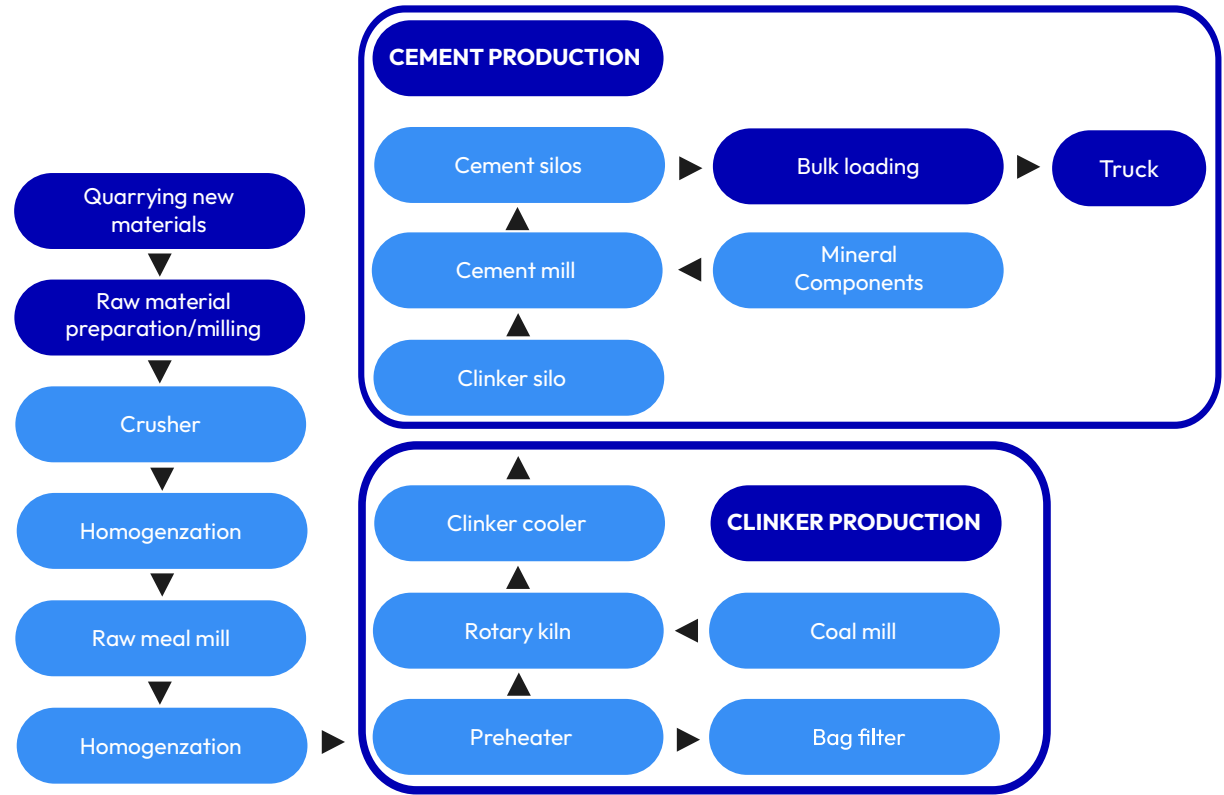 Quarrying new
materials
Raw material
preparation/milling
Crusher
Homogenzation
Raw meal mill
Homogenzation
CEMENT PRODUCTION
Cement silos
Bulk loading
Truck
Cement mill
Mineral
Components
Clinker silo
Clinker cooler
CLINKER PRODUCTION
Rotary kiln
Coal mill
Preheater
Bag filter